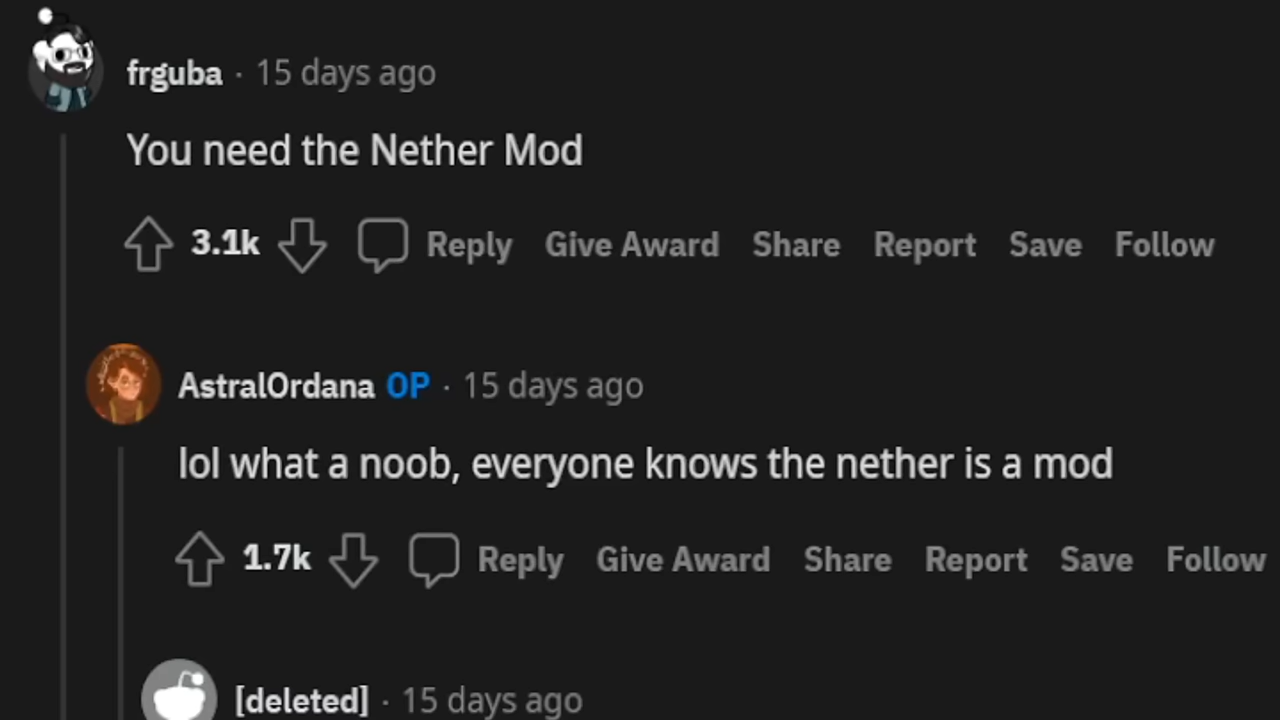 frguba · 15 days ago
You need the Nether Mod
3.1k Reply Give Award Share Report Save Follow
AstralOrdana OP · 15 days ago
lol what a noob, everyone knows the nether is a mod
1.7k Reply Give Award Share Report Save Follow
[deleted] · 15 days ago